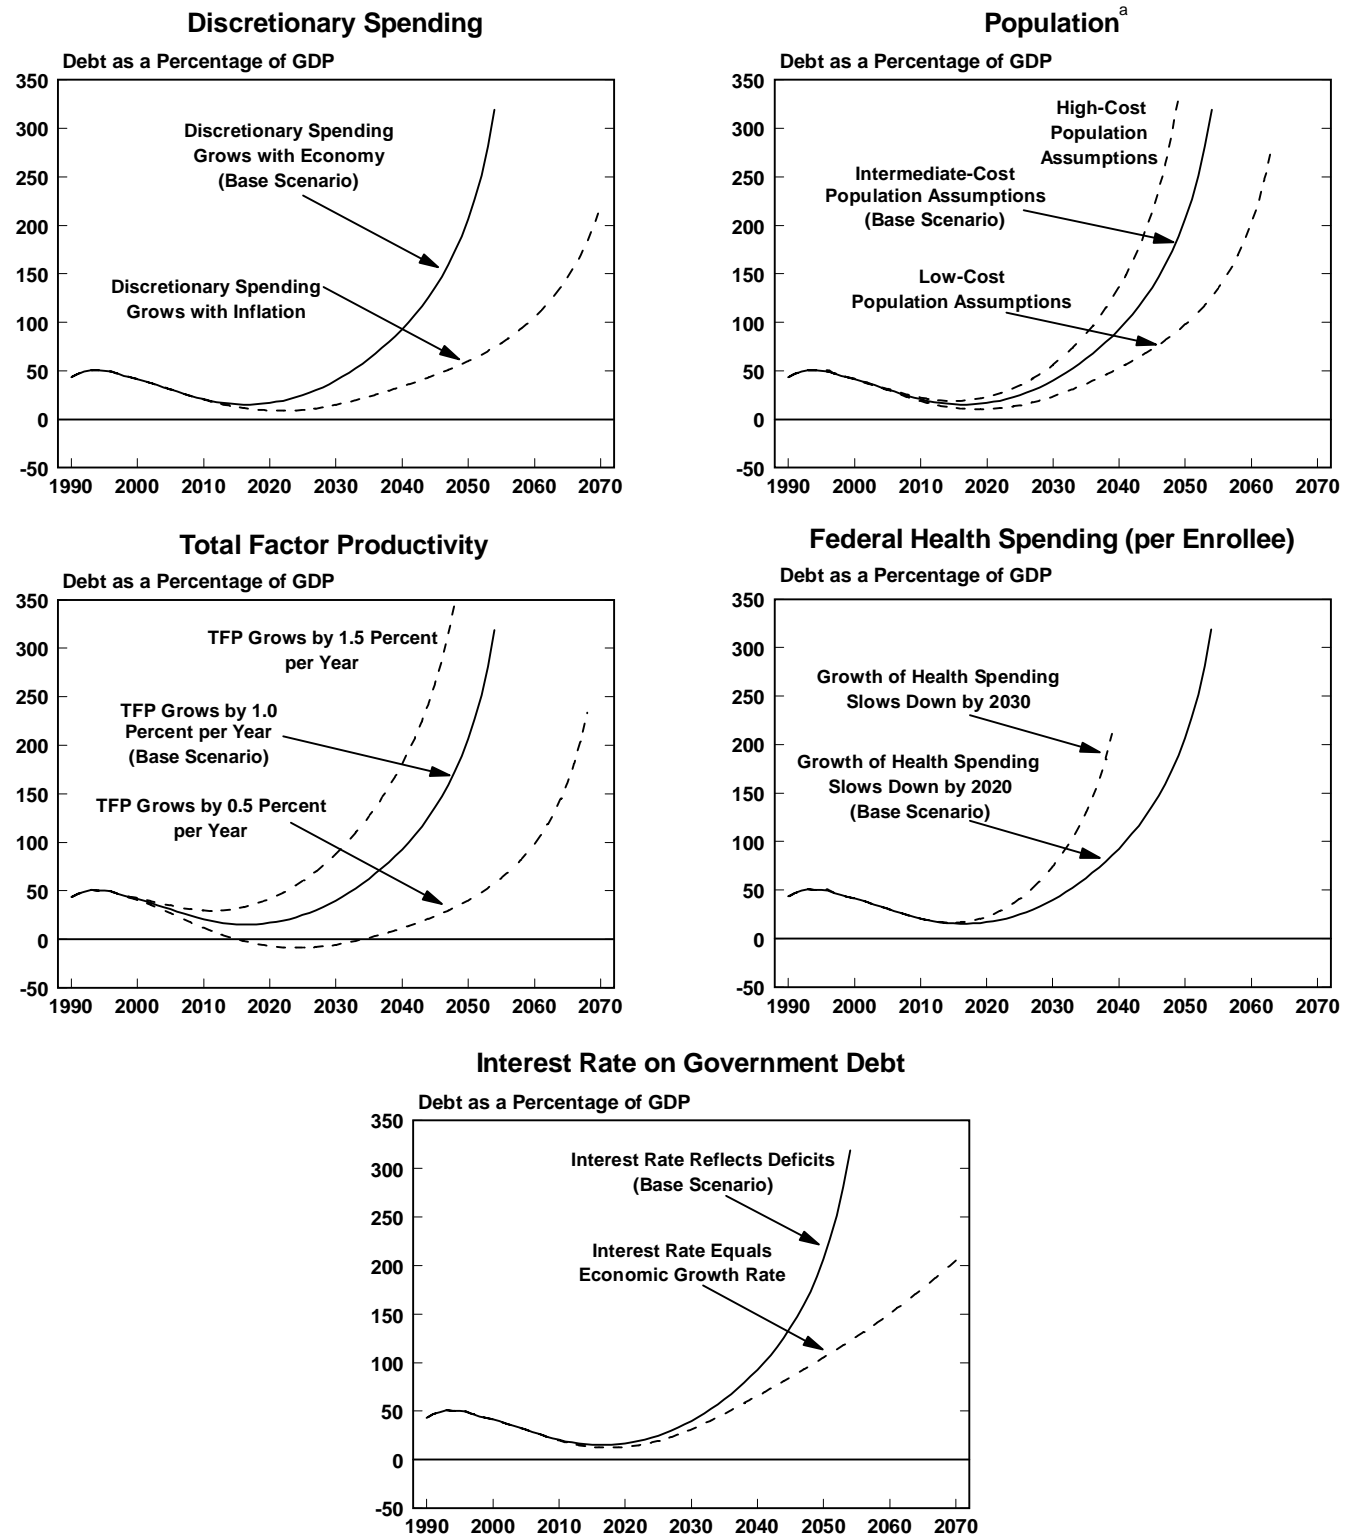 Discretionary Spending
Debt as a Percentage of GDP
350
300
250
200
150
100
50
0
-50
1990 2000 2010 2020 2030 2040 2050 2060 2070
Discretionary Spending
Grows with Economy
(Base Scenario)
Discretionary Spending
Grows with Inflation
Population a
Debt as a Percentage of GDP
350
300
250
200
150
100
50
0
-50
1990 2000 2010 2020 2030 2040 2050 2060 2070
High-Cost
Population
Assumptions
Intermediate-Cost
Population Assumptions
(Base Scenario)
Low-Cost
Population Assumptions
Total Factor Productivity
Debt as a Percentage of GDP
350
300
250
200
150
100
50
0
-50
1990 2000 2010 2020 2030 2040 2050 2060 2070
TFP Grows by 1.5 Percent
per Year
TFP Grows by 1.0
Percent per Year
(Base Scenario)
TFP Grows by 0.5 Percent
per Year
Federal Health Spending (per Enrollee)
Debt as a Percentage of GDP
350
300
250
200
150
100
50
0
-50
1990 2000 2010 2020 2030 2040 2050 2060 2070
Growth of Health Spending
Slows Down by 2030
Growth of Health Spending
Slows Down by 2020
(Base Scenario)
Interest Rate on Government Debt
Debt as a Percentage of GDP
350
300
250
200
150
100
50
0
-50
1990 2000 2010 2020 2030 2040 2050 2060 2070
Interest Rate Reflects Deficits
(Base Scenario)
Interest Rate Equals
Economic Growth Rate